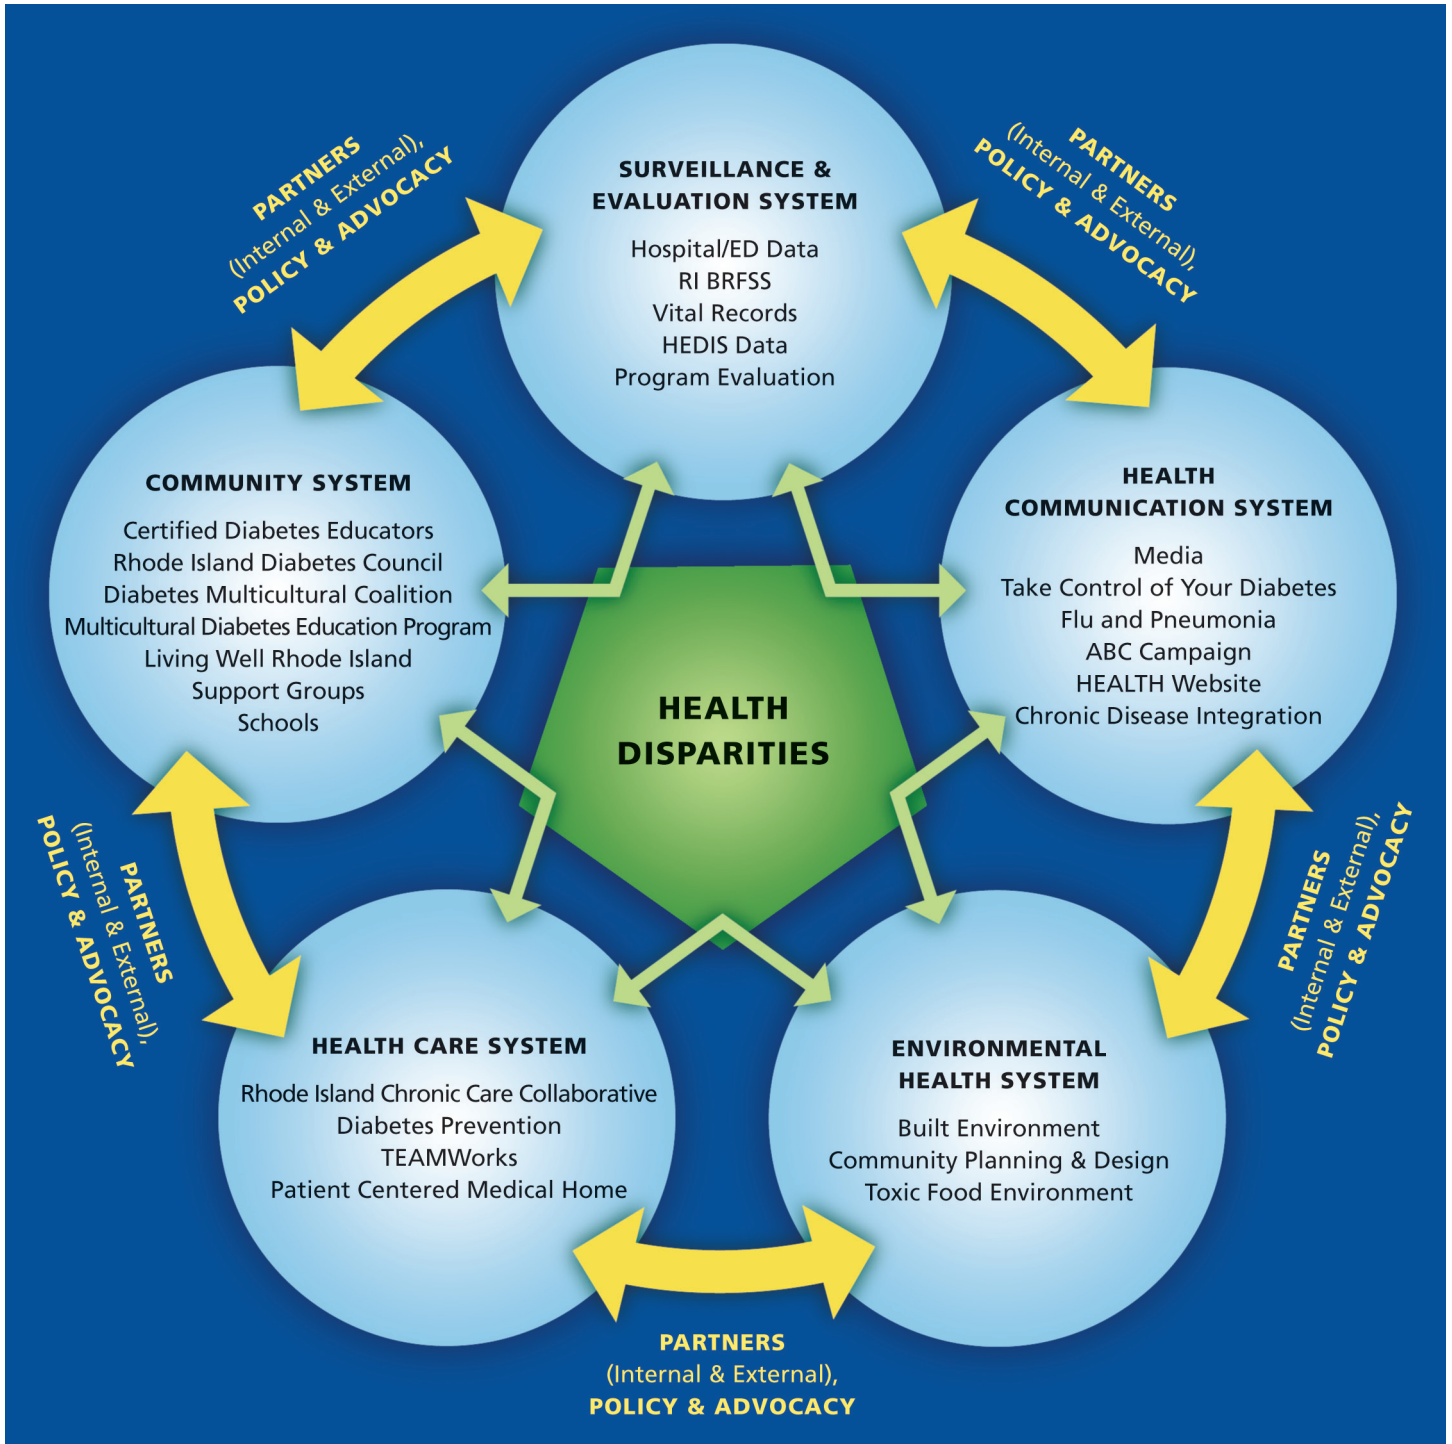 PARTNERS
(Internal & External),
POLICY & ADVOCACY
SURVEILLANCE &
EVALUATION SYSTEM
Hospital/ED Data
RI BRFSS
Vital Records
HEDIS Data
Program Evaluation
PARTNERS
(Internal & External),
POLICY & ADVOCACY
COMMUNITY SYSTEM
Certified Diabetes Educators
Rhode Island Diabetes Council
Diabetes Multicultural Coalition
Multicultural Diabetes Education Program
Living Well Rhode Island
Support Groups
Schools
HEALTH
COMMUNICATION SYSTEM
Media
Take Control of Your Diabetes
Flu and Pneumonia
ABC Campaign
HEALTH Website
Chronic Disease Integration
HEALTH
DISPARITIES
PARTNERS
(Internal & External),
POLICY & ADVOCACY
PARTNERS
(Internal & External),
POLICY & ADVOCACY
HEALTH CARE SYSTEM
Rhode Island Chronic Care Collaborative
Diabetes Prevention
TEAMWorks
Patient Centered Medical Home
ENVIRONMENTAL
HEALTH SYSTEM
Built Environment
Community Planning & Design
Toxic Food Environment
PARTNERS
(Internal & External),
POLICY & ADVOCACY